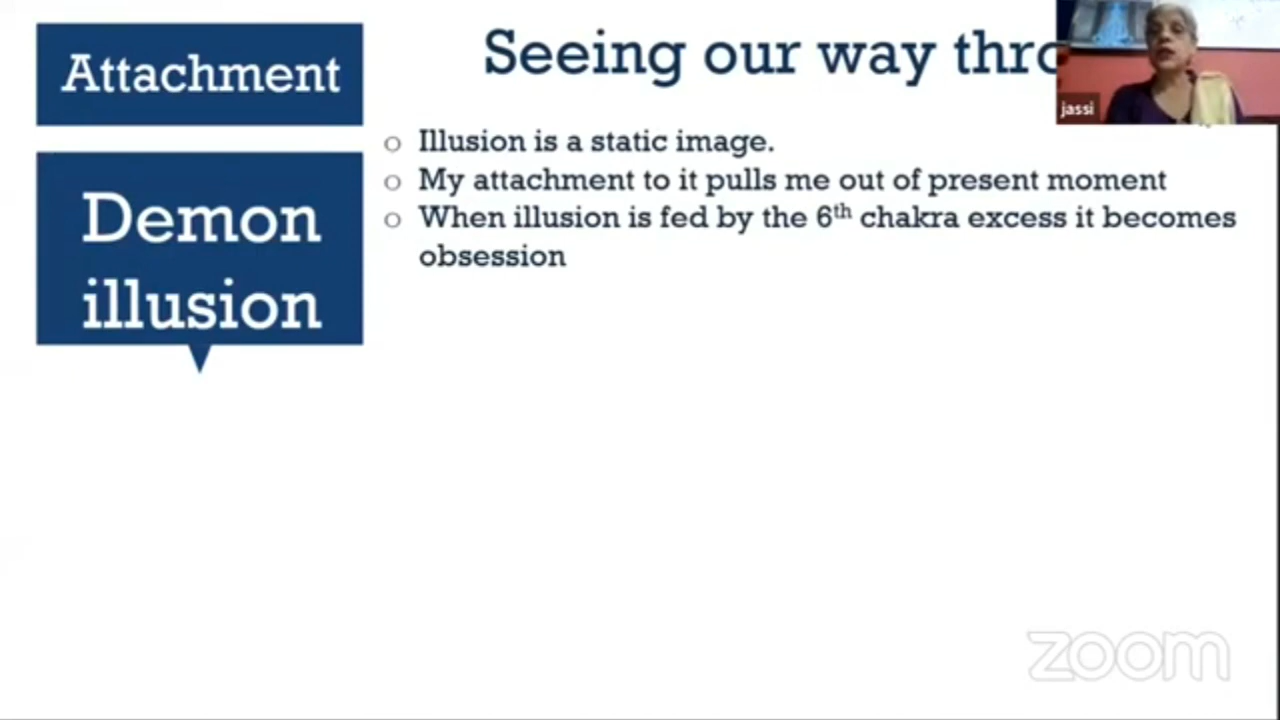 Attachment
Demon
illusion
Seeing our way thro
o Illusion is a static image.
o My attachment to it pulls me out of present moment
o When illusion is fed by the 6th chakra excess it becomes
obsession
jassi
zoom